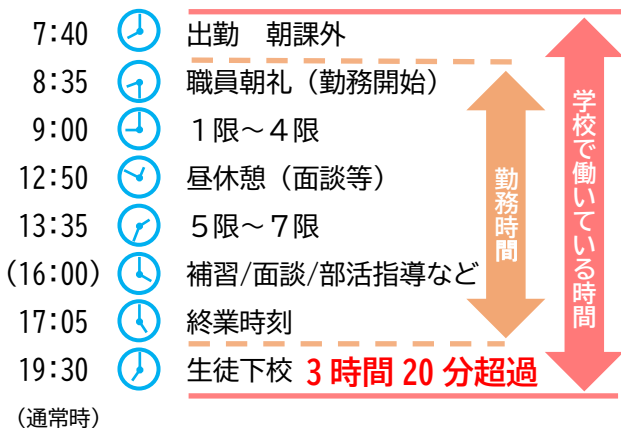 7:40 出勤　朝課外
8:35 職員朝礼（勤務開始）
9:00 １限～４限
12:50 昼休憩（面談等）
13:35 ５限～７限
(16:00) 補習/面談/部活指導など
17:05 終業時刻
19:30 生徒下校 3 時間 20 分超過
（通常時）
勤務時間
学校で働いている時間